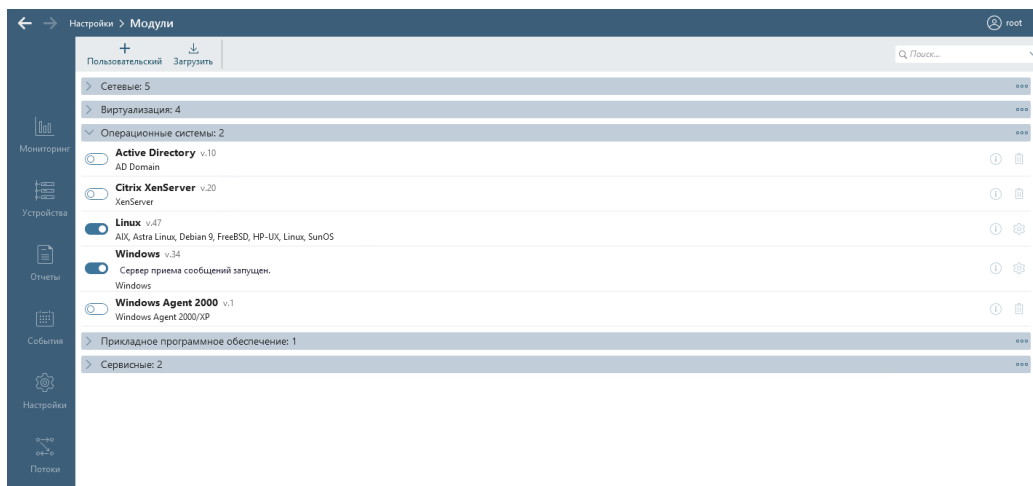 Настройки > Модули
root
Пользовательский
Загрузить
Поиск...
Сетевые: 5
Виртуализация: 4
Операционные системы: 2
Active Directory v.10
AD Domain
Citrix XenServer v.20
XenServer
Linux v.47
AIX, Astra Linux, Debian 9, FreeBSD, HP-UX, Linux, SunOS
Windows v.34
Сервер приема сообщений запущен.
Windows
Windows Agent 2000 v.1
Windows Agent 2000/XP
Прикладное программное обеспечение: 1
Сервисные: 2
Мониторинг
Устройства
Отчеты
События
Настройки
Потоки